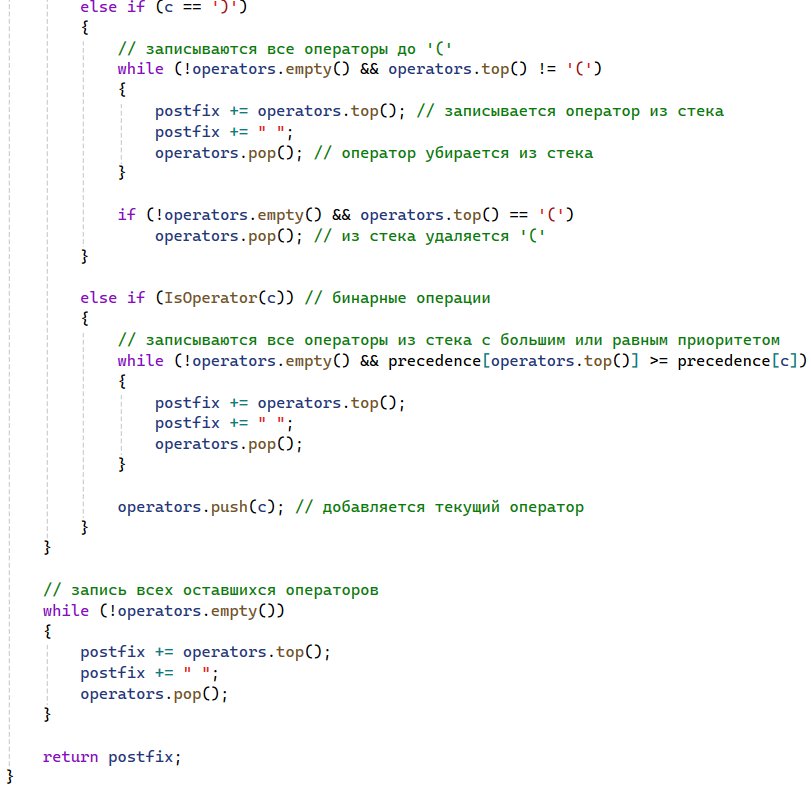 else if (c == ')')
{
// записываются все операторы до '('
while (!operators.empty() && operators.top() != '(')
{
postfix += operators.top(); // записывается оператор из стека
postfix += " ";
operators.pop(); // оператор убирается из стека
}
if (!operators.empty() && operators.top() == '(')
operators.pop(); // из стека удаляется '('
}
else if (IsOperator(c)) // бинарные операции
{
// записываются все операторы из стека с большим или равным приоритетом
while (!operators.empty() && precedence[operators.top()] >= precedence[c])
{
postfix += operators.top();
postfix += " ";
operators.pop();
}
operators.push(c); // добавляется текущий оператор
}
}
// запись всех оставшихся операторов
while (!operators.empty())
{
postfix += operators.top();
postfix += " ";
operators.pop();
}
return postfix;
}